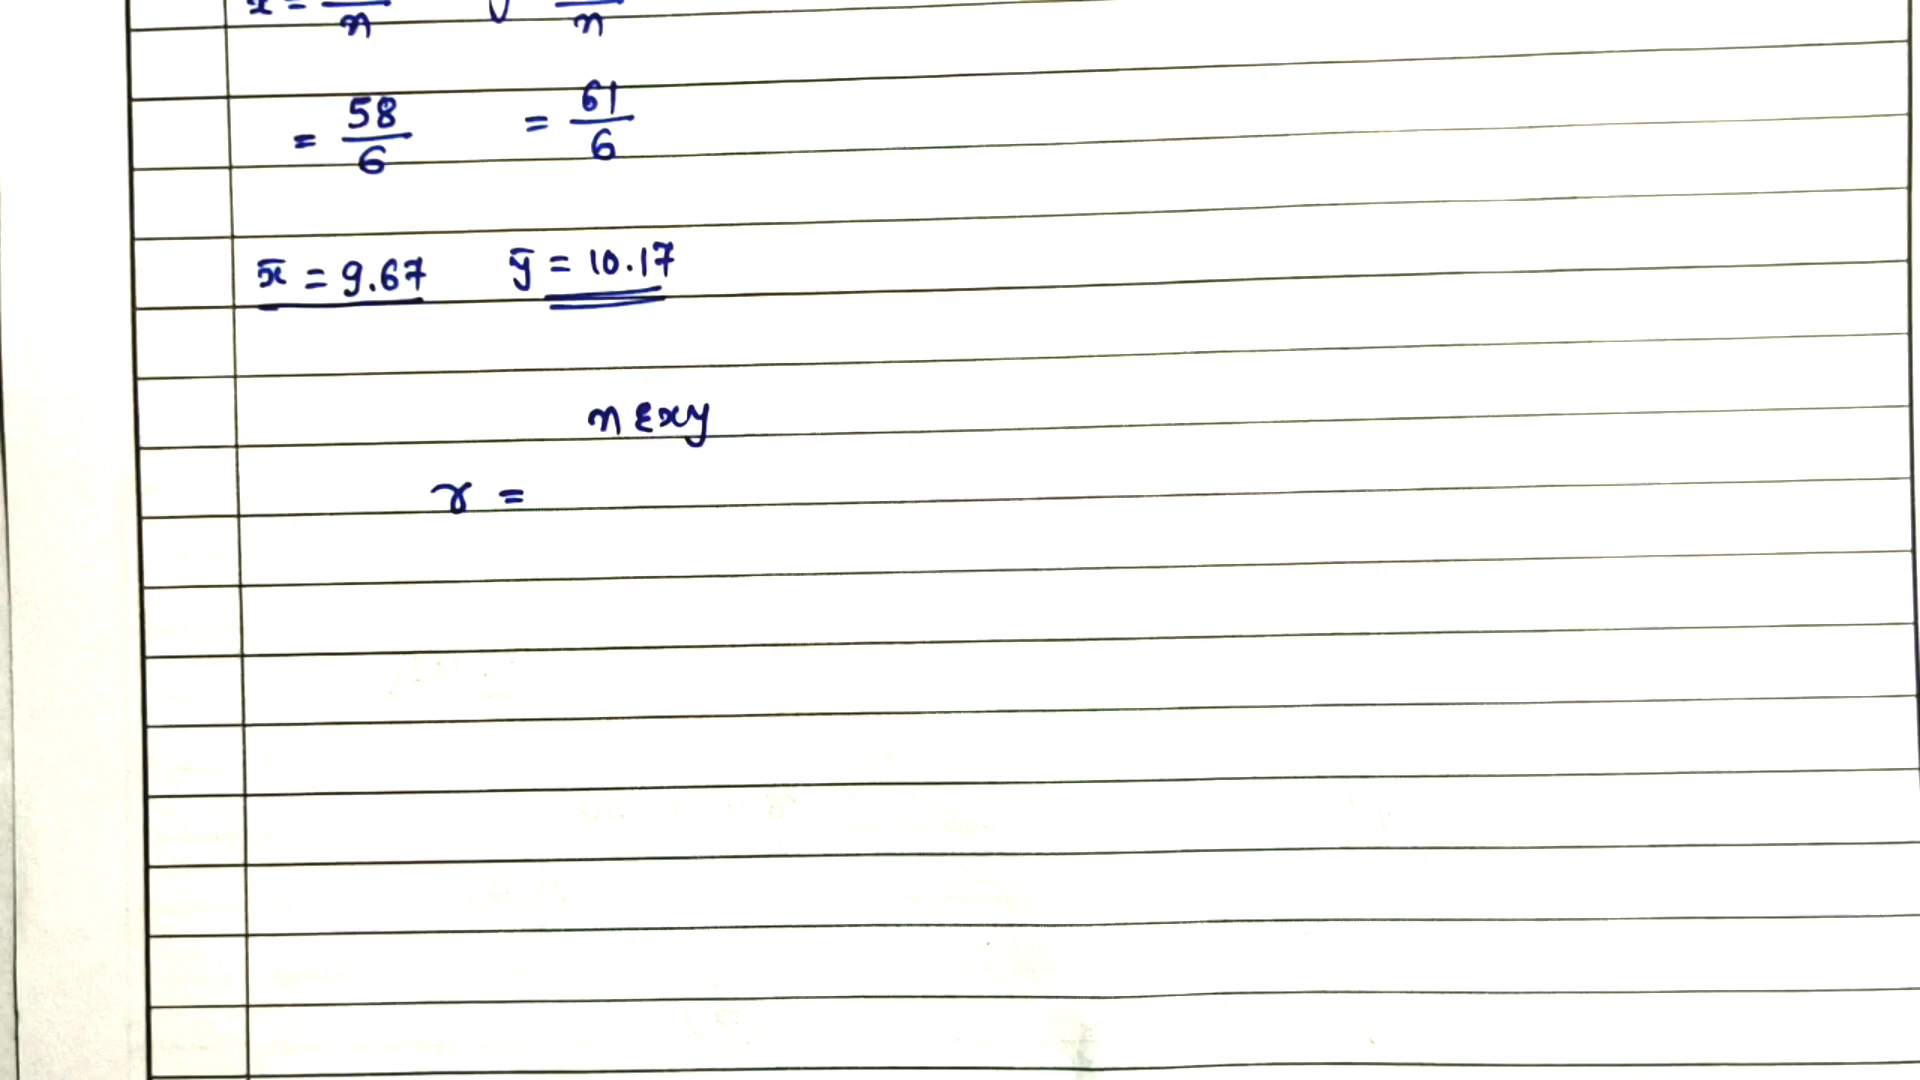 n n
= 58/6 = 61/6
x̄ = 9.67 ȳ = 10.17
n Σxy
r =